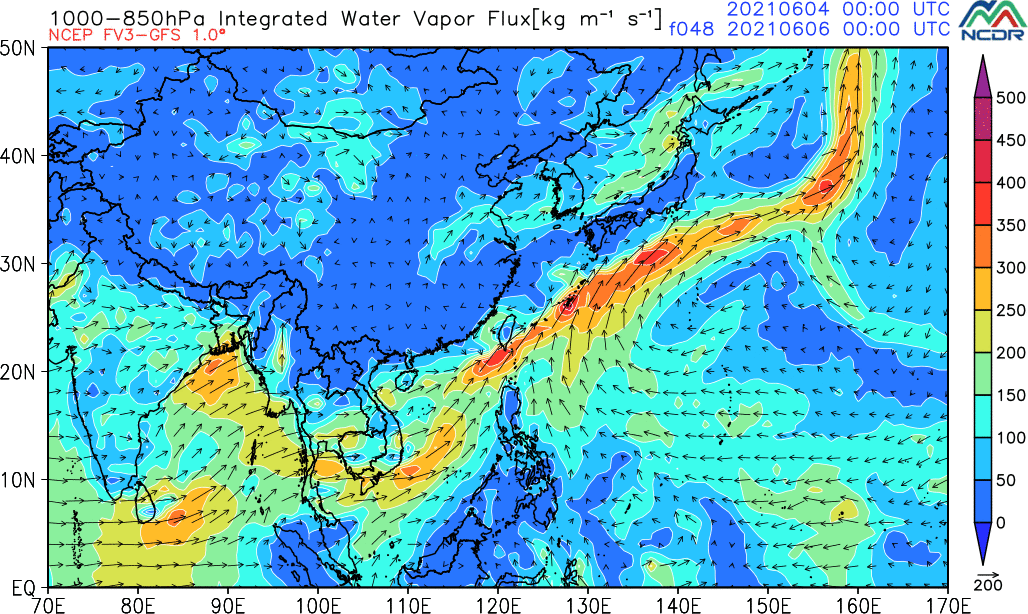 1000-850hPa Integrated Water Vapor Flux[kg m⁻¹ s⁻¹]
20210604 00:00 UTC
NCEP FV3-GFS 1.0°
f048 20210606 00:00 UTC
NCDR
50N
40N
30N
20N
10N
EQ
70E 80E 90E 100E 110E 120E 130E 140E 150E 160E 170E
500
450
400
350
300
250
200
150
100
50
0
200